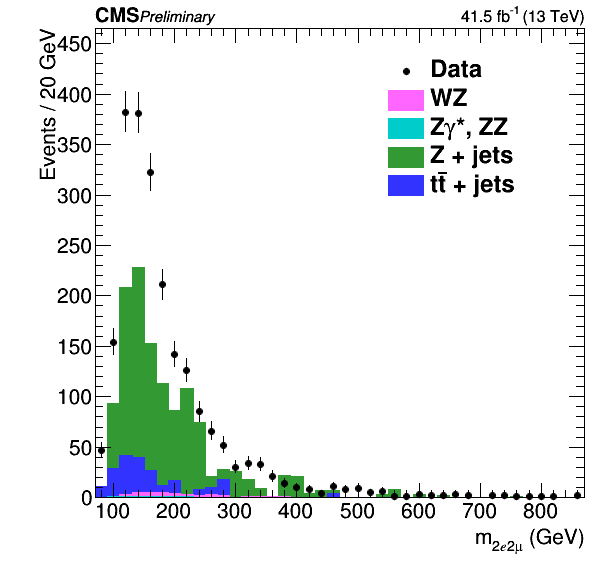 CMS Preliminary 41.5 fb⁻¹ (13 TeV)
Events / 20 GeV
450
400
350
300
250
200
150
100
50
0
Data
WZ
Zγ*, ZZ
Z + jets
tt̄ + jets
100 200 300 400 500 600 700 800
m₂ₑ₂μ (GeV)